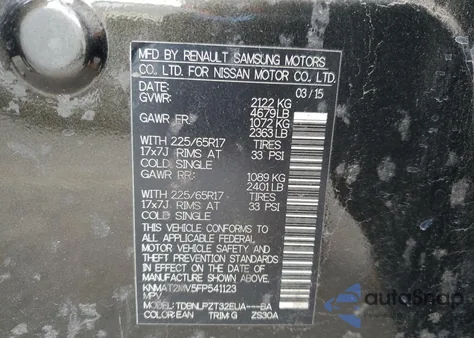 MFD BY RENAULT SAMSUNG MOTORS
CO., LTD. FOR NISSAN MOTOR CO., LTD.
DATE: 03/15
GVWR: 2122 KG
4679LB
GAWR FR: 1072 KG
2363LB
WITH 225/65R17 TIRES
17x7J RIMS AT 33 PSI
COLD SINGLE
GAWR RR: 1089 KG
2401LB
WITH 225/65R17 TIRES
17x7J RIMS AT 33 PSI
COLD SINGLE
THIS VEHICLE CONFORMS TO
ALL APPLICABLE FEDERAL
MOTOR VEHICLE SAFETY AND
THEFT PREVENTION STANDARDS
IN EFFECT ON THE DATE OF
MANUFACTURE SHOWN ABOVE
KNMAT2MV5FP541123
MPV
MODEL:
COLOR:EAN TRIM:G ZS30A
AutoSnap